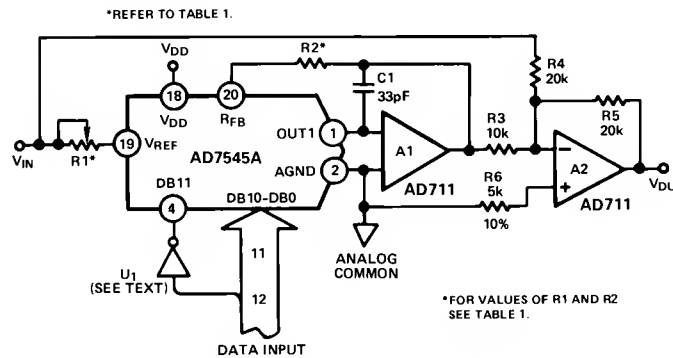 *REFER TO TABLE 1.
VDD
R2*
R4
20k
C1
33pF
18
20
VDD
RFB
R5
20k
OUT1
1
R3
10k
VIN
R1*
19
VREF
AD7545A
A1
−
AGND
2
AD711
R6
5k
10%
A2
+
VOU
DB11
DB10–DB0
4
AD711
ANALOG
COMMON
11
U1
(SEE TEXT)
12
*FOR VALUES OF R1 AND R2
SEE TABLE 1.
DATA INPUT